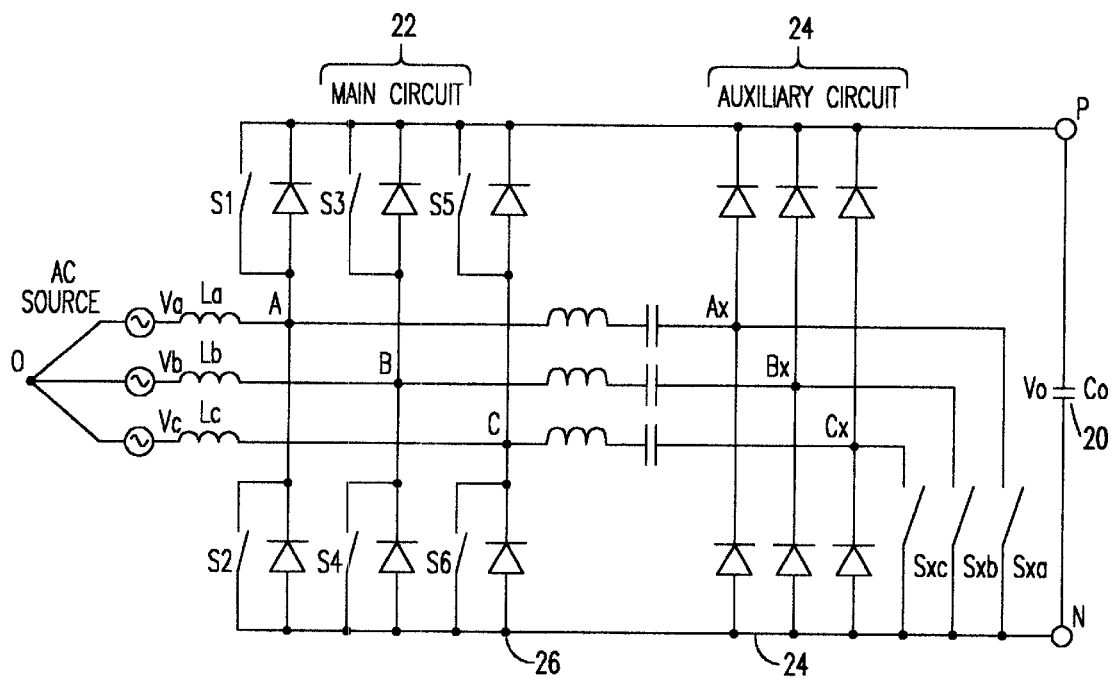 22
24
MAIN CIRCUIT
AUXILIARY CIRCUIT
P
S1
S3
S5
AC
SOURCE
Va
La
A
Ax
O
Vb
Lb
B
Bx
Vo
Co
Vc
Lc
C
Cx
20
S2
S4
S6
Sxc
Sxb
Sxa
N
26
24